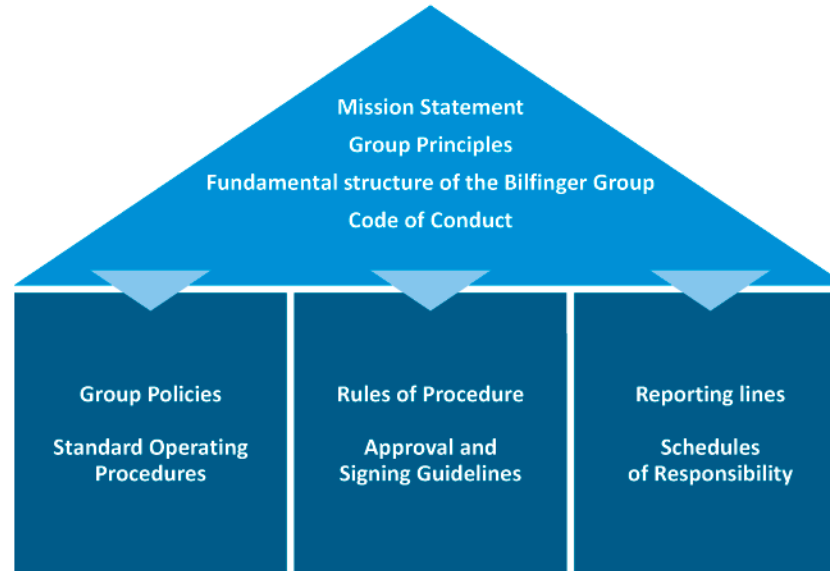 Mission Statement
Group Principles
Fundamental structure of the Bilfinger Group
Code of Conduct
Group Policies
Standard Operating
Procedures
Rules of Procedure
Approval and
Signing Guidelines
Reporting lines
Schedules
of Responsibility